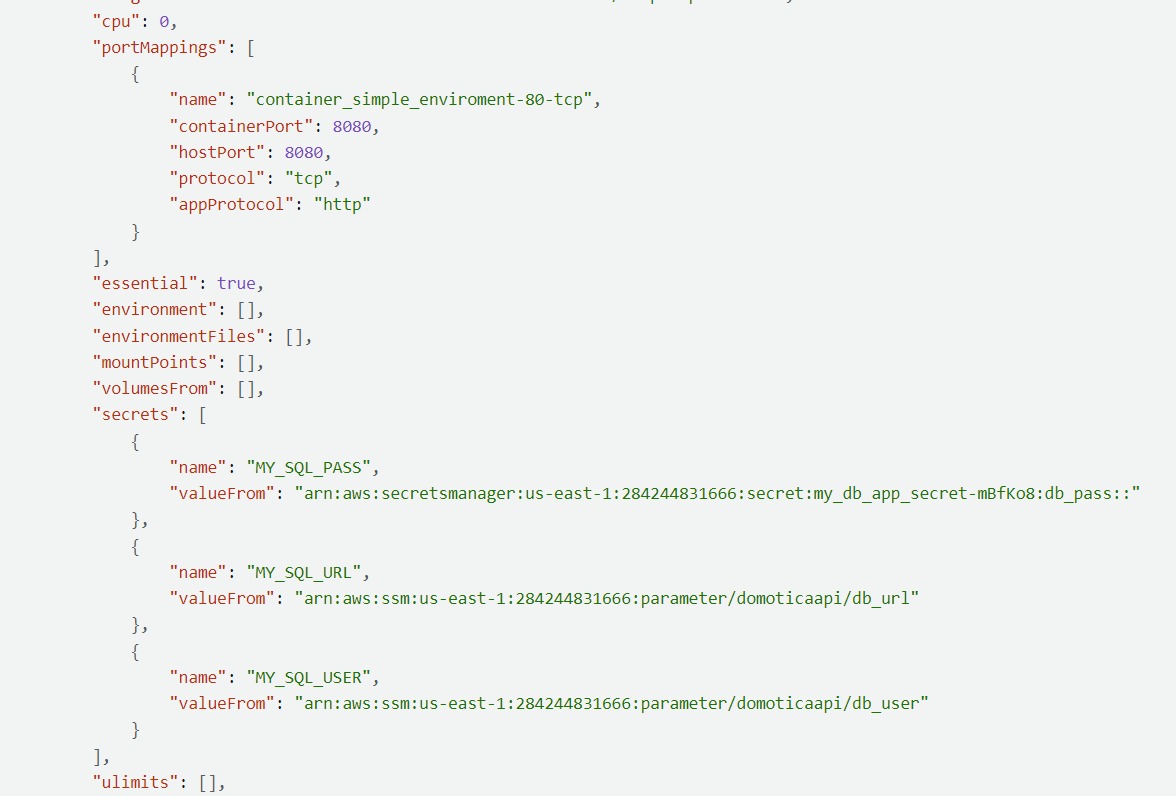 "cpu": 0,
"portMappings": [
{
"name": "container_simple_enviroment-80-tcp",
"containerPort": 8080,
"hostPort": 8080,
"protocol": "tcp",
"appProtocol": "http"
}
],
"essential": true,
"environment": [],
"environmentFiles": [],
"mountPoints": [],
"volumesFrom": [],
"secrets": [
{
"name": "MY_SQL_PASS",
"valueFrom": "arn:aws:secretsmanager:us-east-1:284244831666:secret:my_db_app_secret-mBfKo8:db_pass::"
},
{
"name": "MY_SQL_URL",
"valueFrom": "arn:aws:ssm:us-east-1:284244831666:parameter/domoticaapi/db_url"
},
{
"name": "MY_SQL_USER",
"valueFrom": "arn:aws:ssm:us-east-1:284244831666:parameter/domoticaapi/db_user"
}
],
"ulimits": [],